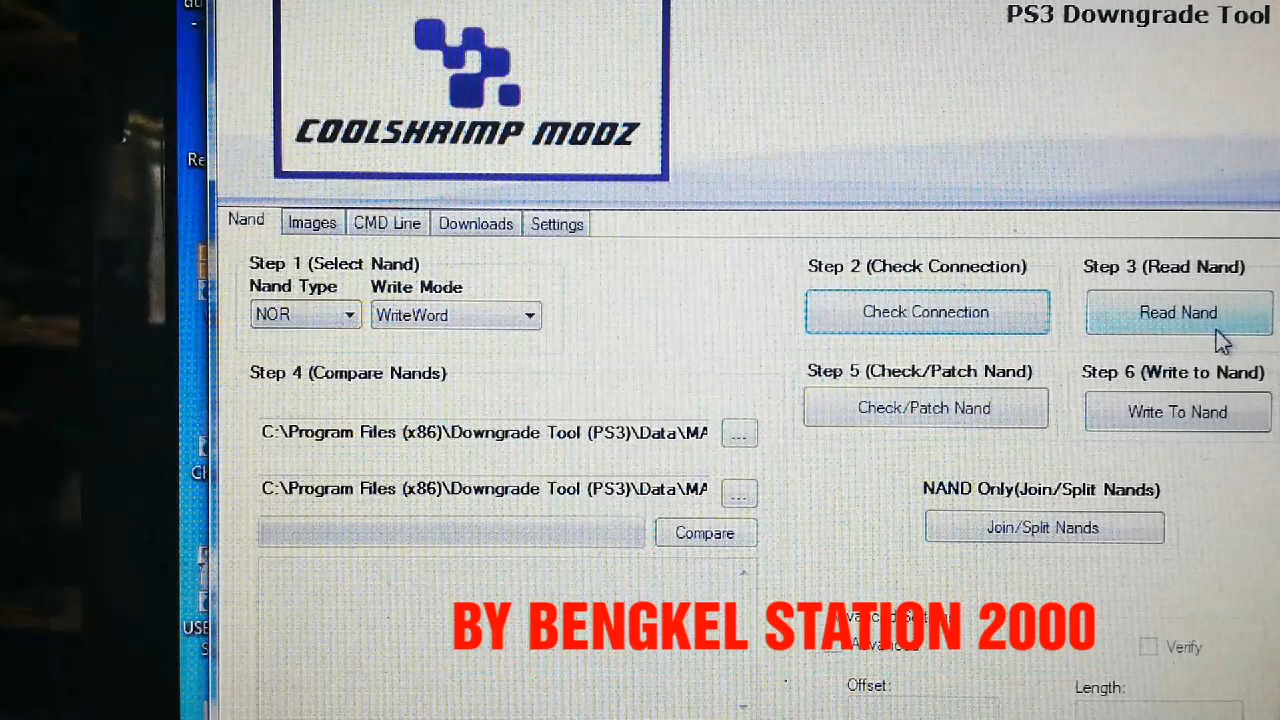 PS3 Downgrade Tool
COOLSHRIMP MODZ
Nand Images CMD Line Downloads Settings
Step 1 (Select Nand)
Nand Type Write Mode
NOR WriteWord
Step 2 (Check Connection)
Check Connection
Step 3 (Read Nand)
Read Nand
Step 4 (Compare Nands)
C:\Program Files (x86)\Downgrade Tool (PS3)\Data\MA
...
C:\Program Files (x86)\Downgrade Tool (PS3)\Data\MA
...
Compare
Step 5 (Check/Patch Nand)
Check/Patch Nand
Step 6 (Write to Nand)
Write To Nand
NAND Only(Join/Split Nands)
Join/Split Nands
BY BENGKEL STATION 2000
Verify
Offset:
Length:
USE